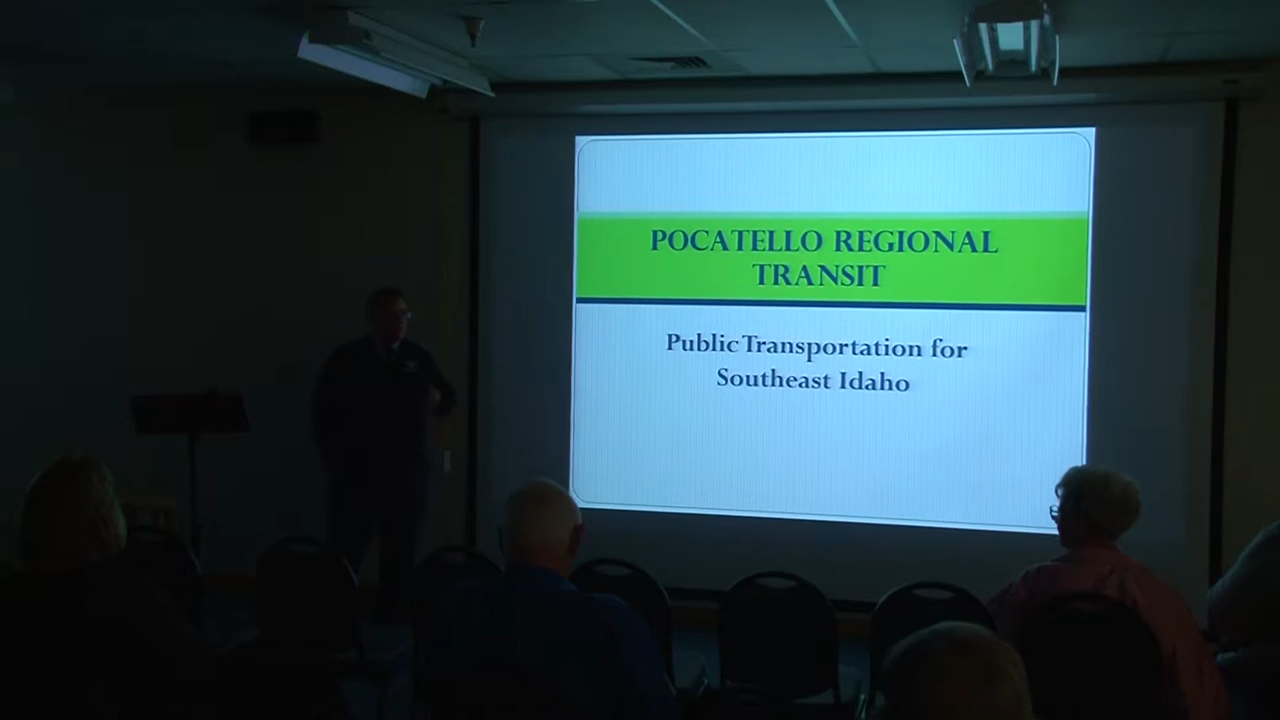 POCATELLO REGIONAL
TRANSIT
Public Transportation for
Southeast Idaho